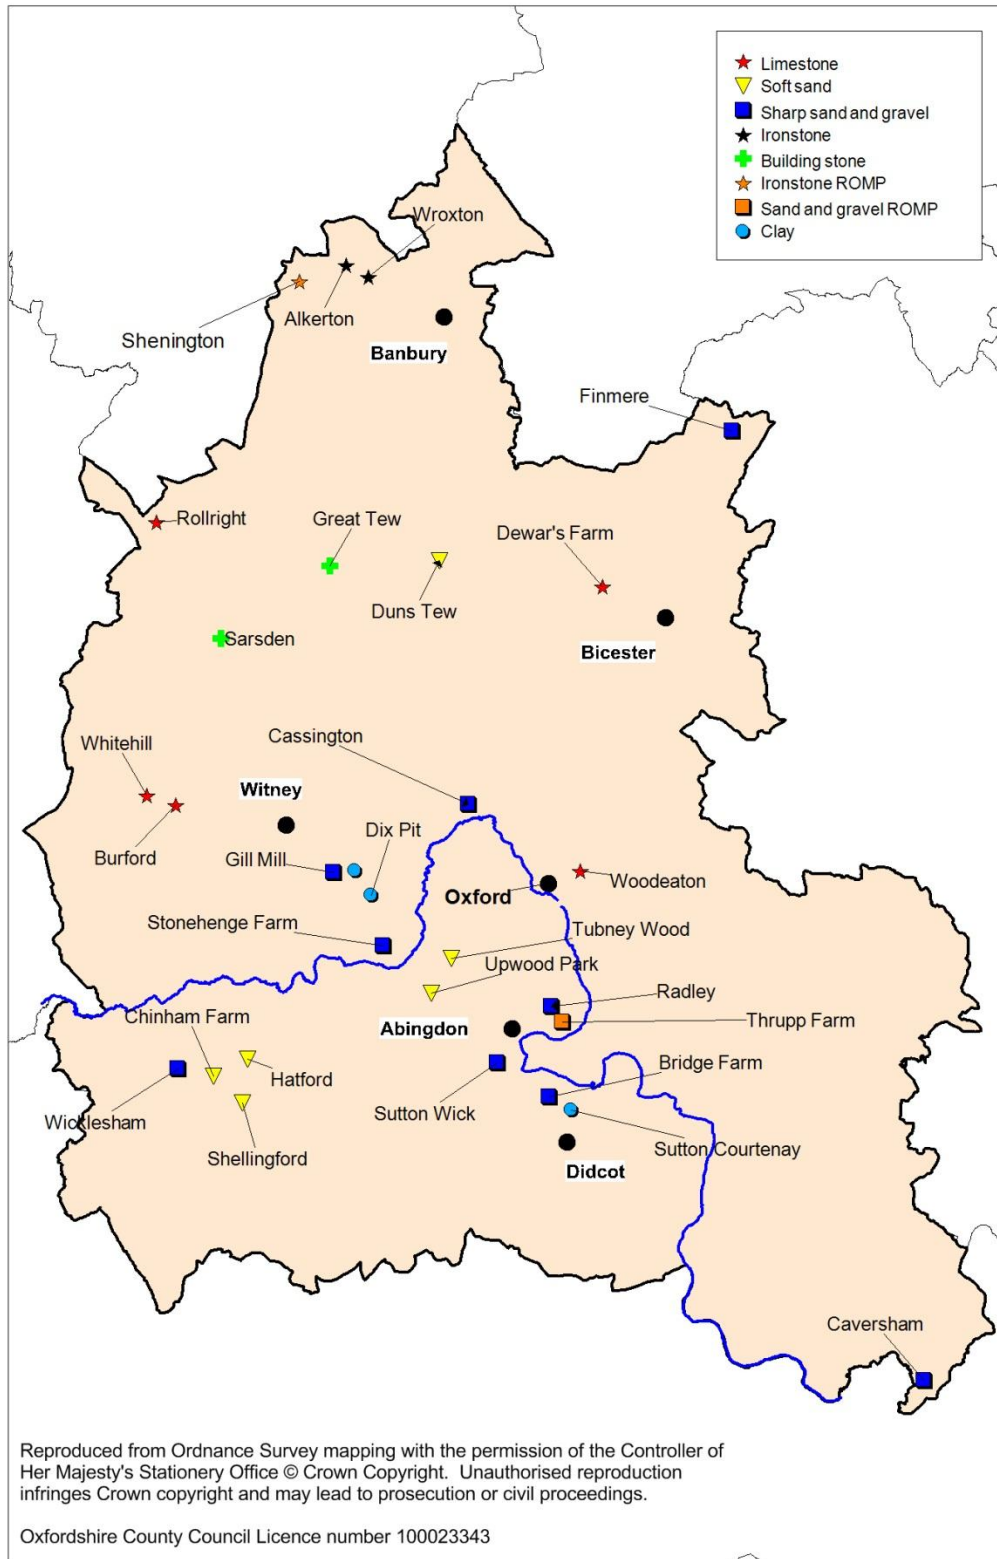 Limestone
Soft sand
Sharp sand and gravel
Ironstone
Building stone
Ironstone ROMP
Sand and gravel ROMP
Clay
Wroxton
Alkerton
Shenington
Banbury
Finmere
Rollright
Great Tew
Dewar's Farm
Duns Tew
Sarsden
Bicester
Cassington
Whitehill
Witney
Dix Pit
Burford
Gill Mill
Woodeaton
Oxford
Stonehenge Farm
Tubney Wood
Upwood Park
Radley
Chinham Farm
Abingdon
Thrupp Farm
Bridge Farm
Hatford
Sutton Wick
Wicklesham
Sutton Courtenay
Shellingford
Didcot
Caversham
Reproduced from Ordnance Survey mapping with the permission of the Controller of
Her Majesty's Stationery Office © Crown Copyright. Unauthorised reproduction
infringes Crown copyright and may lead to prosecution or civil proceedings.
Oxfordshire County Council Licence number 100023343